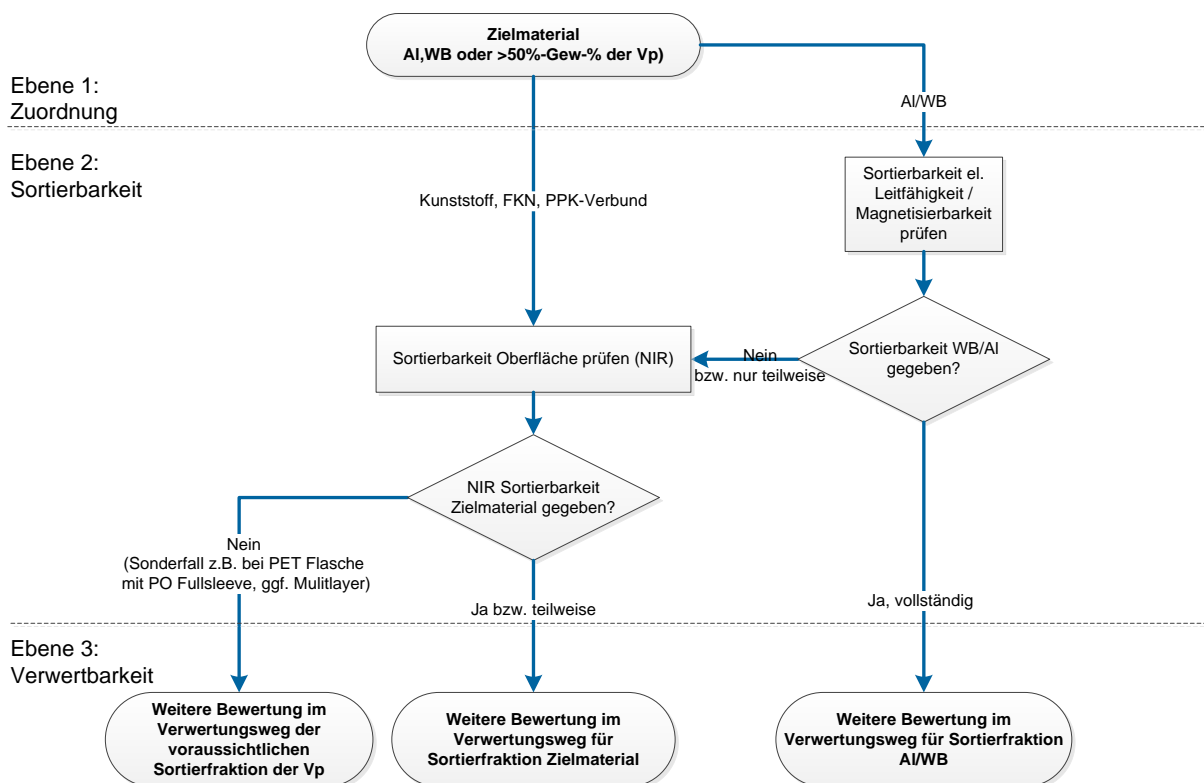 Zielmaterial
Al,WB oder >50%-Gew-% der Vp)
Ebene 1:
Zuordnung
Al/WB
Ebene 2:
Sortierbarkeit
Kunststoff, FKN, PPK-Verbund
Sortierbarkeit el.
Leitfähigkeit /
Magnetisierbarkeit
prüfen
Sortierbarkeit Oberfläche prüfen (NIR)
Nein
bzw. nur teilweise
Sortierbarkeit WB/Al
gegeben?
NIR Sortierbarkeit
Zielmaterial gegeben?
Nein
(Sonderfall z.B. bei PET Flasche
mit PO Fullsleeve, ggf. Mulitlayer)
Ja bzw. teilweise
Ja, vollständig
Ebene 3:
Verwertbarkeit
Weitere Bewertung im
Verwertungsweg der
voraussichtlichen
Sortierfraktion der Vp
Weitere Bewertung im
Verwertungsweg für
Sortierfraktion Zielmaterial
Weitere Bewertung im
Verwertungsweg für Sortierfraktion
Al/WB